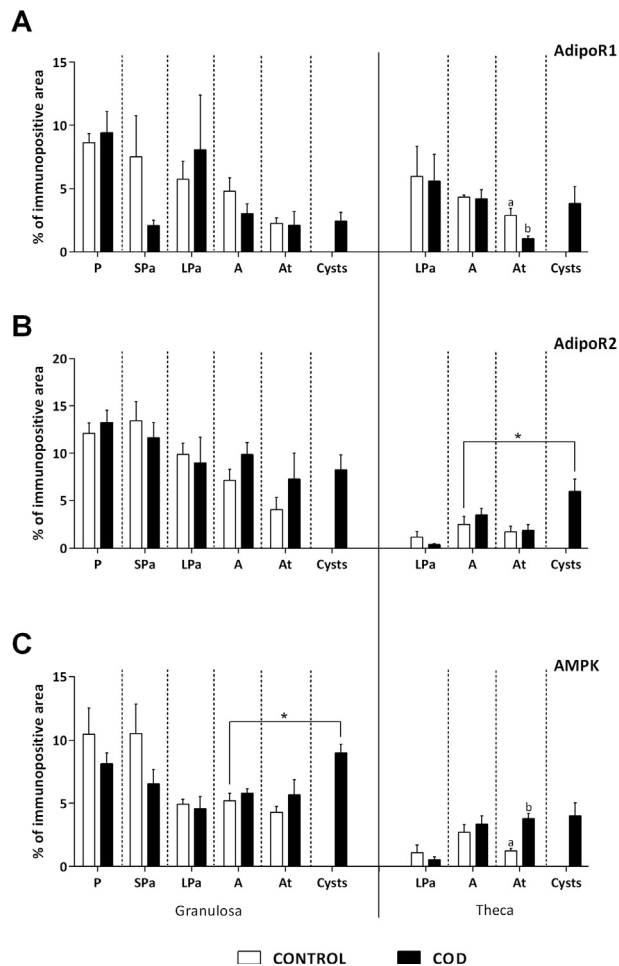 A
AdipoR1
% of immunopositive area
15
10
5
0
a
b
P SPa LPa A At Cysts LPa A At Cysts
B
AdipoR2
% of immunopositive area
20
15
10
5
0
*
P SPa LPa A At Cysts LPa A At Cysts
C
AMPK
% of immunopositive area
15
10
5
0
*
a
b
P SPa LPa A At Cysts LPa A At Cysts
Granulosa Theca
CONTROL COD